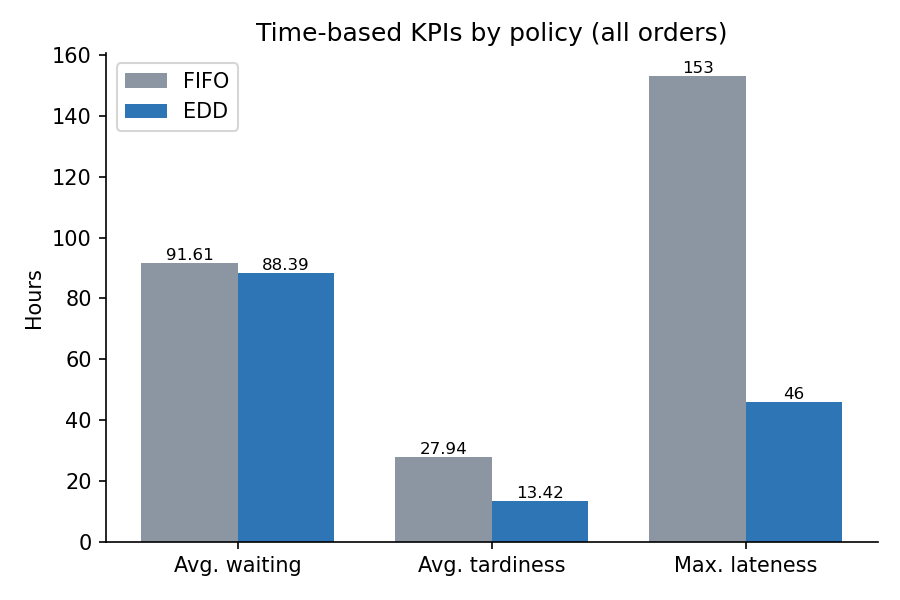 Time-based KPIs by policy (all orders)
FIFO
EDD
Hours
160
140
120
100
80
60
40
20
0
91.61
88.39
27.94
13.42
153
46
Avg. waiting
Avg. tardiness
Max. lateness